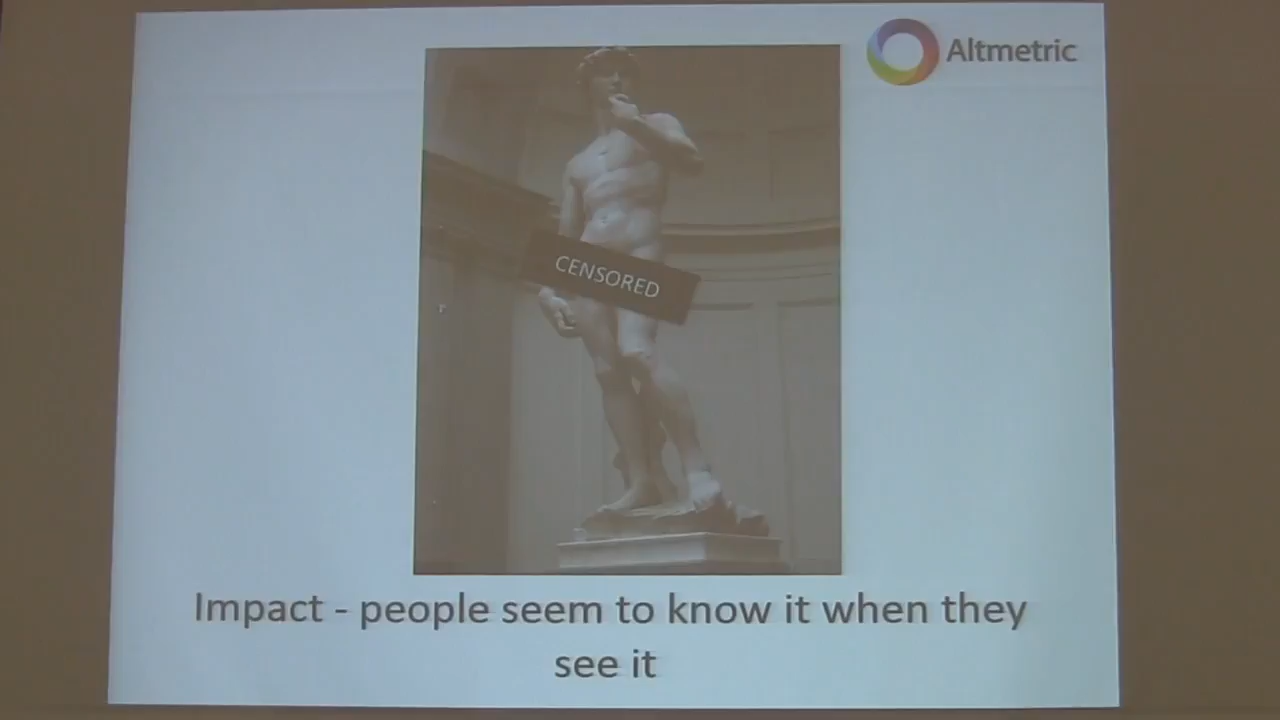 Altmetric
CENSORED
Impact - people seem to know it when they
see it